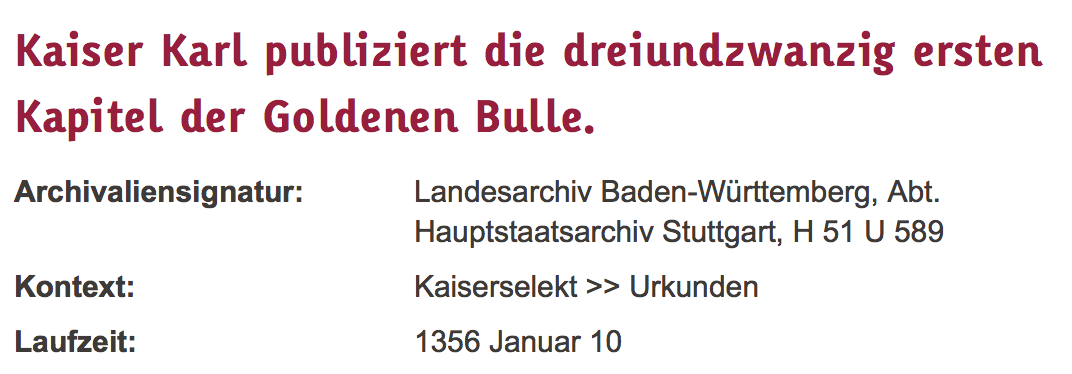 Kaiser Karl publiziert die dreiundzwanzig ersten
Kapitel der Goldenen Bulle.
Archivaliensignatur: Landesarchiv Baden-Württemberg, Abt.
Hauptstaatsarchiv Stuttgart, H 51 U 589
Kontext: Kaiserselekt >> Urkunden
Laufzeit: 1356 Januar 10